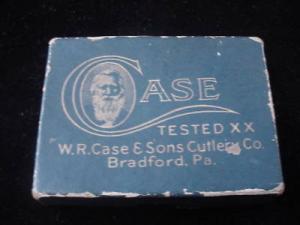 CASE
TESTED XX
W.R. Case & Sons Cutlery Co.
Bradford, Pa.